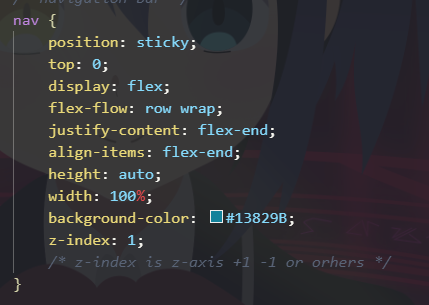 /* navigation bar */
nav {
position: sticky;
top: 0;
display: flex;
flex-flow: row wrap;
justify-content: flex-end;
align-items: flex-end;
height: auto;
width: 100%;
background-color: #13829B;
z-index: 1;
/* z-index is z-axis +1 -1 or orhers */
}